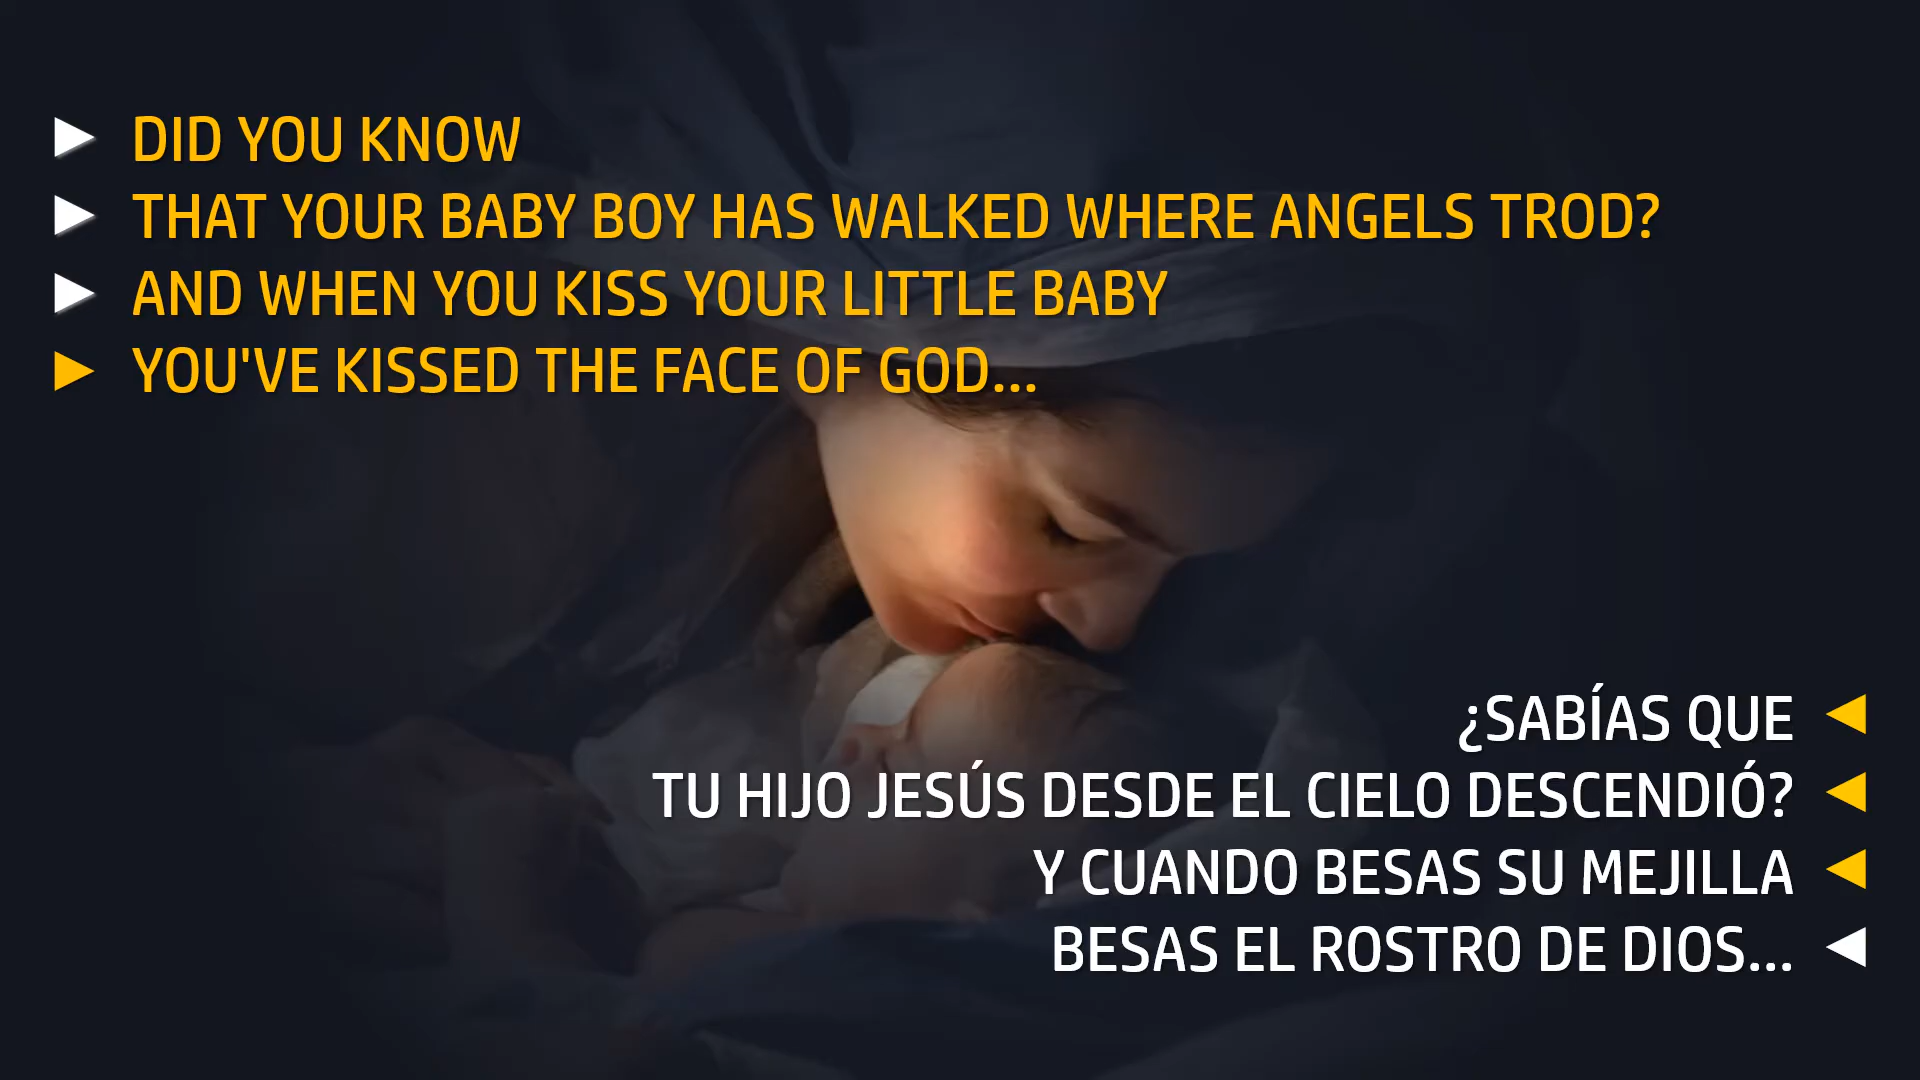 DID YOU KNOW
THAT YOUR BABY BOY HAS WALKED WHERE ANGELS TROD?
AND WHEN YOU KISS YOUR LITTLE BABY
YOU'VE KISSED THE FACE OF GOD...
¿SABÍAS QUE
TU HIJO JESÚS DESDE EL CIELO DESCENDIÓ?
Y CUANDO BESAS SU MEJILLA
BESAS EL ROSTRO DE DIOS...